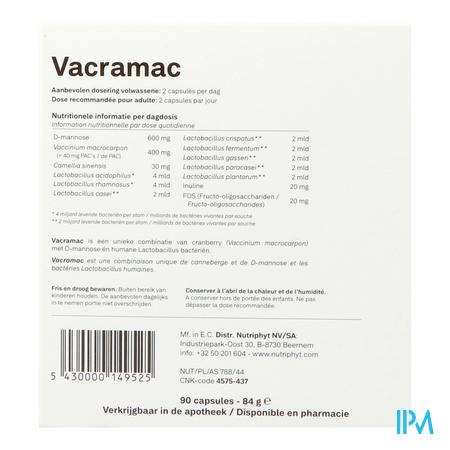 Vacramac
Aanbevolen dosering volwassene: 2 capsules per dag
Dose recommandée pour adulte: 2 capsules par jour
Nutritionele informatie per dagdosis
Information nutritionnelle par dose quotidienne
D-mannose 600 mg
Vaccinium macrocarpon 400 mg
(= 40 mg PAC's / de PAC)
Camellia sinensis 30 mg
Lactobacillus acidophilus* 4 mld
Lactobacillus rhamnosus* 4 mld
Lactobacillus casei** 2 mld
Lactobacillus crispatus** 2 mld
Lactobacillus fermentum** 2 mld
Lactobacillus gasseri** 2 mld
Lactobacillus paracasei** 2 mld
Lactobacillus plantarum** 2 mld
Inuline 20 mg
FOS (Fructo-oligosacchariden / 20 mg
Fructo-oligosaccharides)
* 4 miljard levende bacteriën per stam / milliards de bactéries vivantes par souche
** 2 miljard levende bacteriën per stam / milliards de bactéries vivantes par souche
Vacramac is een unieke combinatie van cranberry (Vaccinium macrocarpon)
met D-mannose én humane Lactobacillus bacteriën.
Vacramac est une combinaison unique de canneberge et de D-mannose et les
bactéries Lactobacillus humaines.
Fris en droog bewaren. Buiten bereik van
kinderen houden. De aanbevolen dagelijks
in te nemen portie niet overschrijden.
Conserver à l'abri de la chaleur et de l'humidité.
A conserver hors de portée des enfants. Ne pas
dépasser la dose recommandée.
Mf. in E.C. Distr. Nutriphyt NV/SA:
Industriepark-Oost 30, B-8730 Beernem
info: +32 50 201 604 - www.nutriphyt.com
NUT/PL/AS 788/44
CNK-code 4575-437
5 430000 149525
90 capsules - 84 g e
Verkrijgbaar in de apotheek / Disponible en pharmacie
IPM